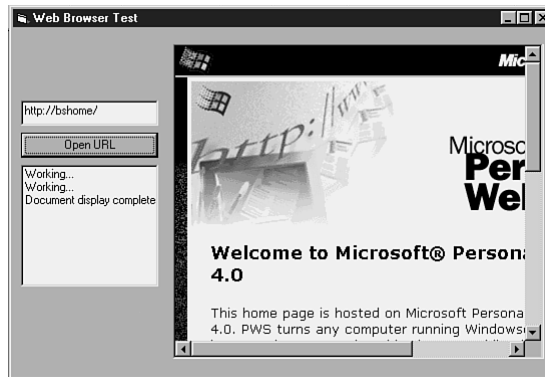 Web Browser Test
http://bshome/
Open URL
Working...
Working...
Document display complete
Mic
http:
Microsoc
Per
Wel
Welcome to Microsoft® Persona
4.0
This home page is hosted on Microsoft Persona
4.0. PWS turns any computer running Windows